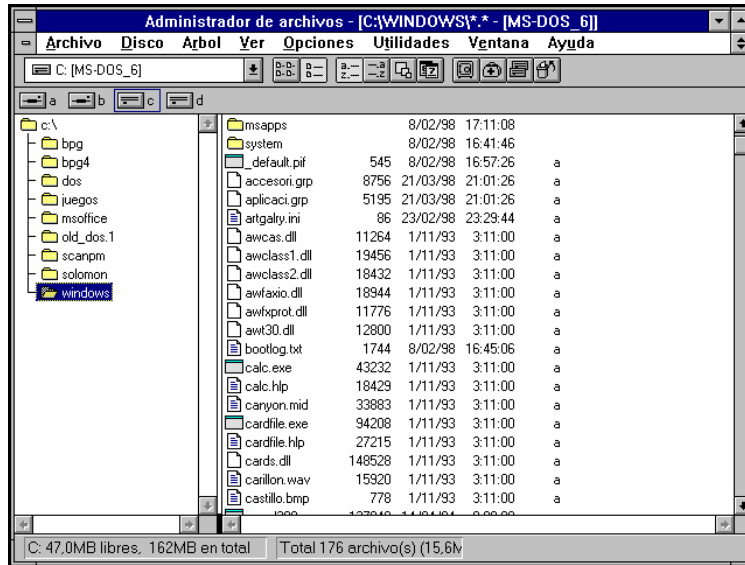 Administrador de archivos - [C:\WINDOWS\*.* - [MS-DOS_6]]
Archivo Disco Arbol Ver Opciones Utilidades Ventana Ayuda
C: [MS-DOS_6]
a b c d
c:\
bpg
bpg4
dos
juegos
msoffice
old_dos.1
scanpm
solomon
windows
msapps 8/02/98 17:11:08
system 8/02/98 16:41:46
_default.pif 545 8/02/98 16:57:26 a
accesori.grp 8756 21/03/98 21:01:26 a
aplicaci.grp 5195 21/03/98 21:01:26 a
artgalry.ini 86 23/02/98 23:29:44 a
awcas.dll 11264 1/11/93 3:11:00 a
awclass1.dll 19456 1/11/93 3:11:00 a
awclass2.dll 18432 1/11/93 3:11:00 a
awfaxio.dll 18944 1/11/93 3:11:00 a
awfxprot.dll 11776 1/11/93 3:11:00 a
awt30.dll 12800 1/11/93 3:11:00 a
bootlog.txt 1744 8/02/98 16:45:06 a
calc.exe 43232 1/11/93 3:11:00 a
calc.hlp 18429 1/11/93 3:11:00 a
canyon.mid 33883 1/11/93 3:11:00 a
cardfile.exe 94208 1/11/93 3:11:00 a
cardfile.hlp 27215 1/11/93 3:11:00 a
cards.dll 148528 1/11/93 3:11:00 a
carillon.wav 15920 1/11/93 3:11:00 a
castillo.bmp 778 1/11/93 3:11:00 a
C: 47,0MB libres, 162MB en total Total 176 archivo(s) (15,6M